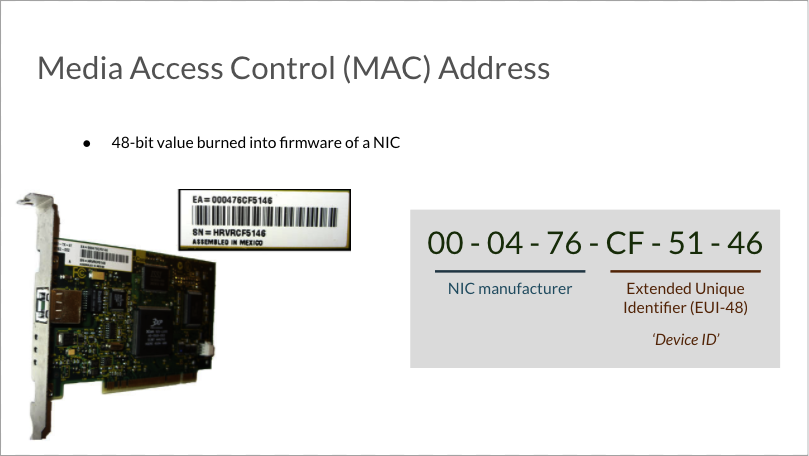 Media Access Control (MAC) Address
● 48-bit value burned into firmware of a NIC
EA = 000476CF5146
SN = HRVRCF5146
ASSEMBLED IN MEXICO
00 - 04 - 76 - CF - 51 - 46
NIC manufacturer
Extended Unique
Identifier (EUI-48)
‘Device ID’